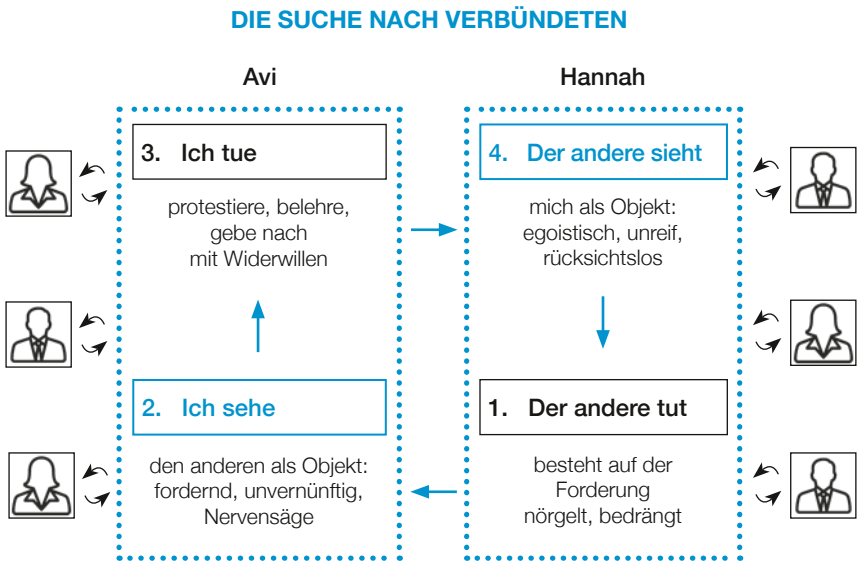 DIE SUCHE NACH VERBÜNDETEN
Avi
3. Ich tue
protestiere, belehre,
gebe nach
mit Widerwillen
2. Ich sehe
den anderen als Objekt:
fordernd, unvernünftig,
Nervensäge
Hannah
4. Der andere sieht
mich als Objekt:
egoistisch, unreif,
rücksichtslos
1. Der andere tut
besteht auf der
Forderung
nörgelt, bedrängt